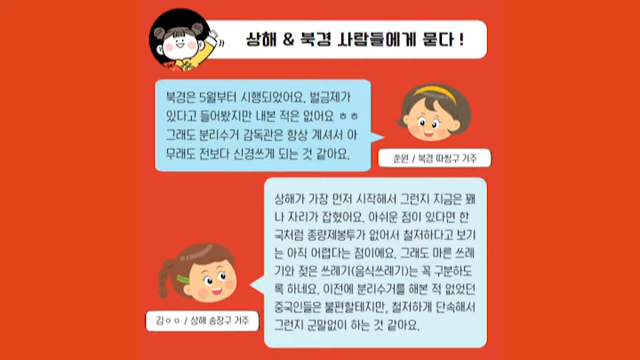 상해 & 북경 사람들에게 묻다 !
북경은 5월부터 시행되었어요. 벌금제가
있다고 들어봤지만 내본 적은 없어요 ㅎㅎ
그래도 분리수거 감독관은 항상 계셔서 아
무래도 전보다 신경쓰게 되는 것 같아요.
쑨원 / 북경 따씽구 거주
상해가 가장 먼저 시작해서 그런지 지금은 꽤
나 자리가 잡혔어요. 아쉬운 점이 있다면 한
국처럼 종량제봉투가 없어서 철저하다고 보기
는 아직 어렵다는 점이에요. 그래도 마른 쓰레
기와 젖은 쓰레기(음식쓰레기)는 꼭 구분하도
록 하네요. 이전에 분리수거를 해본 적 없었던
중국인들은 불편할테지만, 철저하게 단속해서
그런지 군말없이 하는 것 같아요.
김ㅇㅇ / 상해 송장구 거주